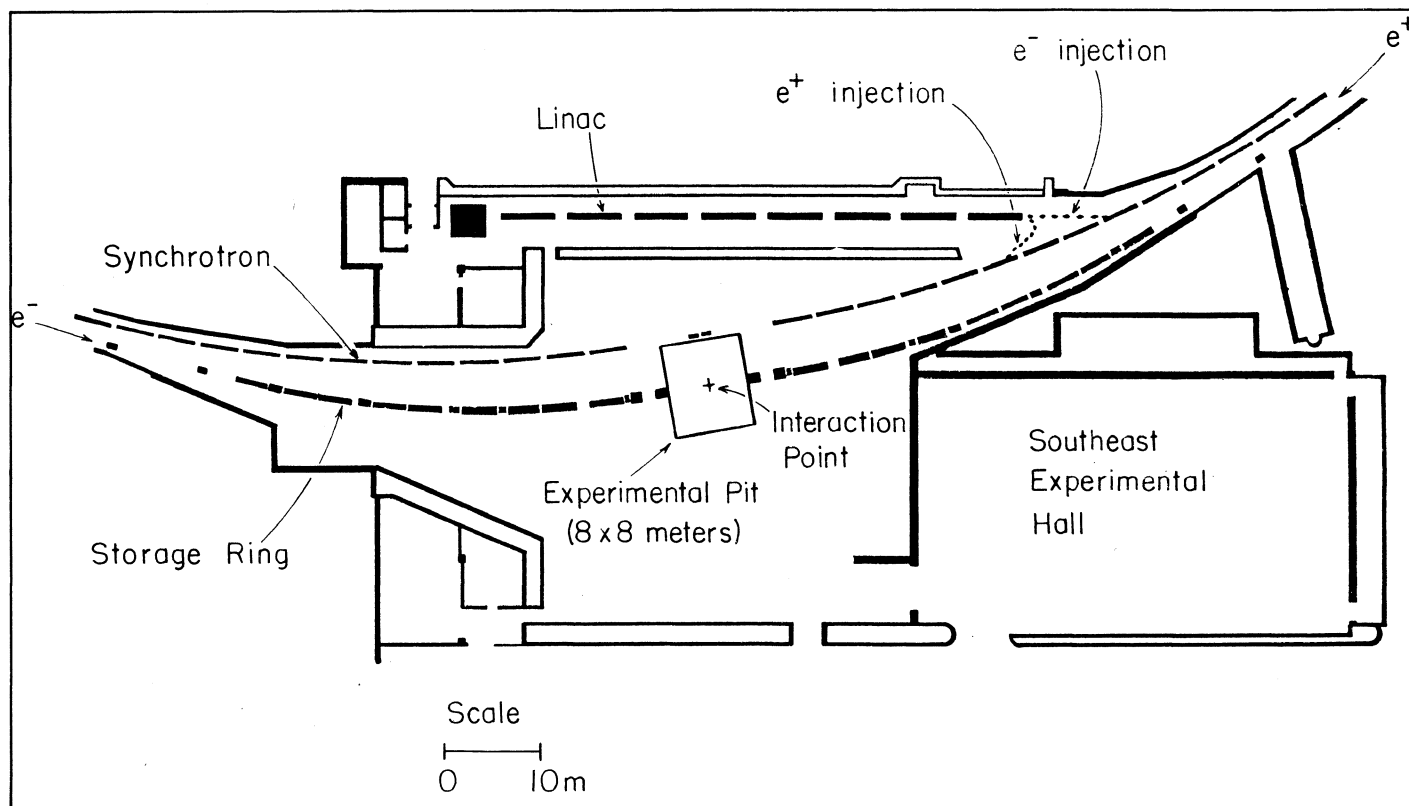 e⁺
e⁻ injection
e⁺ injection
Linac
Synchrotron
e⁻
Interaction
Point
Southeast
Experimental
Hall
Experimental Pit
(8 x 8 meters)
Storage Ring
Scale
0 10m